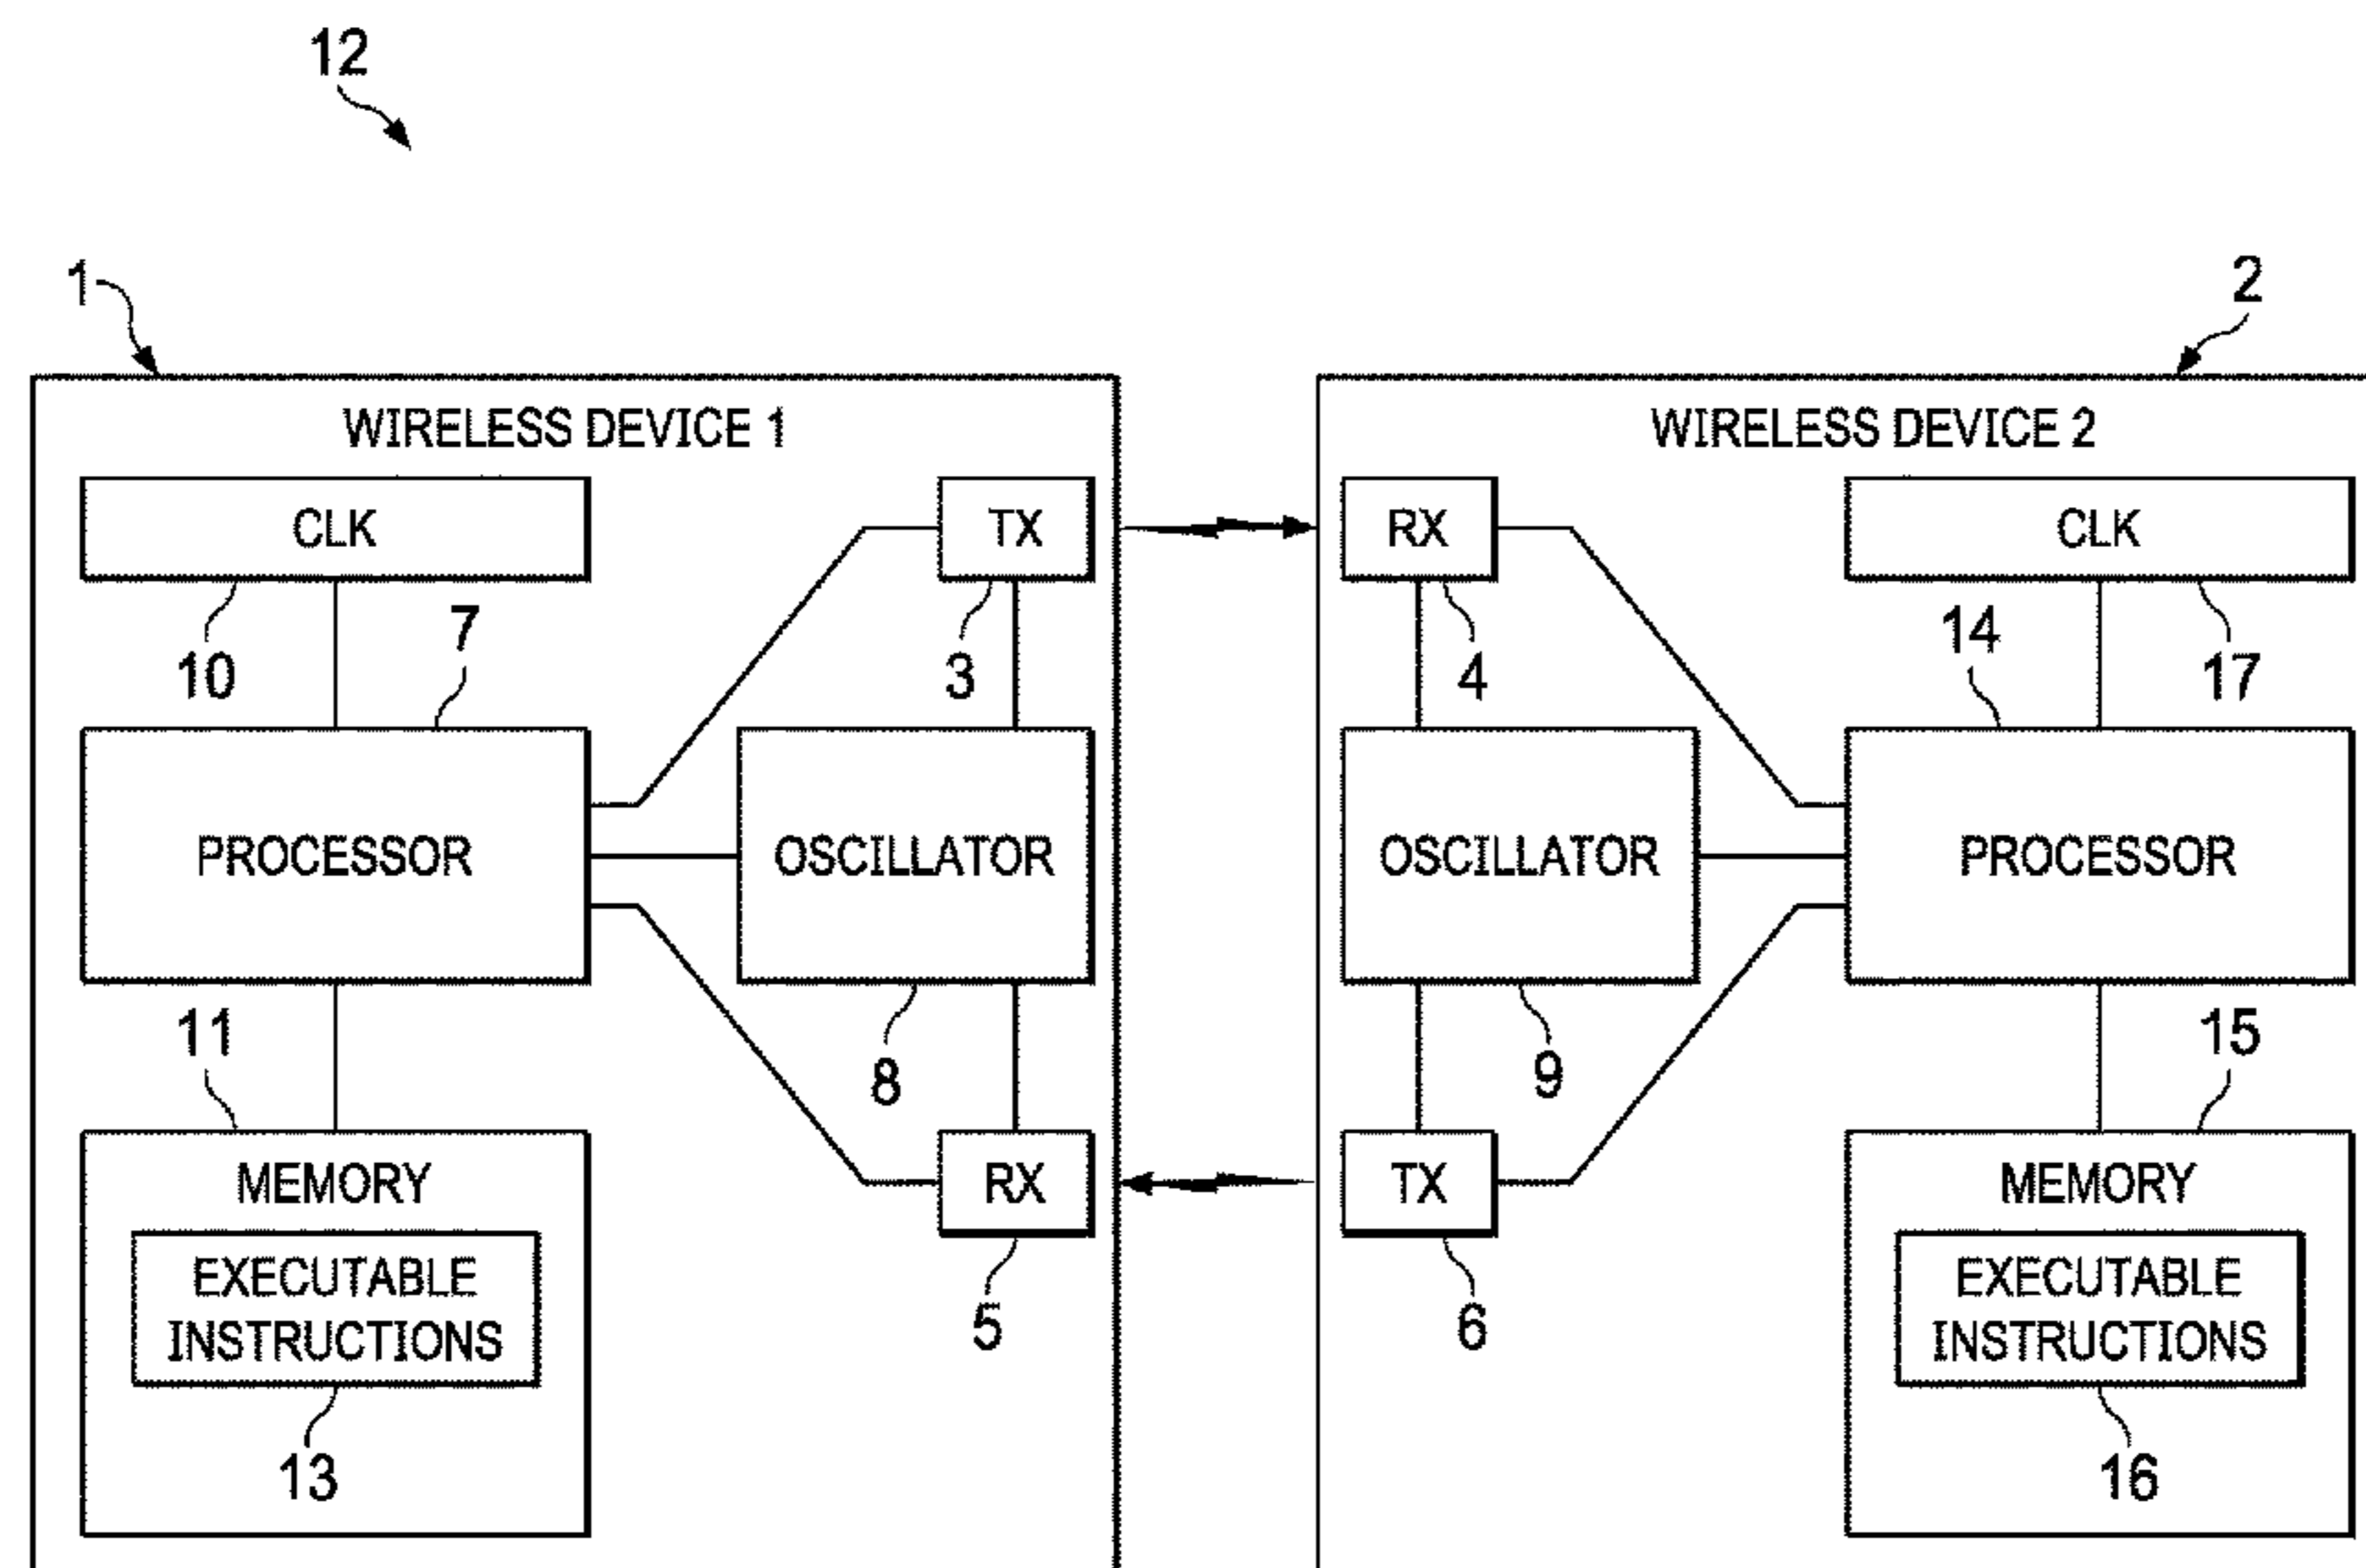 12
1
2
WIRELESS DEVICE 1
WIRELESS DEVICE 2
CLK
TX
RX
CLK
10
7
3
4
14
17
PROCESSOR
OSCILLATOR
OSCILLATOR
PROCESSOR
11
8
9
15
MEMORY
RX
TX
MEMORY
EXECUTABLE
INSTRUCTIONS
5
6
EXECUTABLE
INSTRUCTIONS
13
16